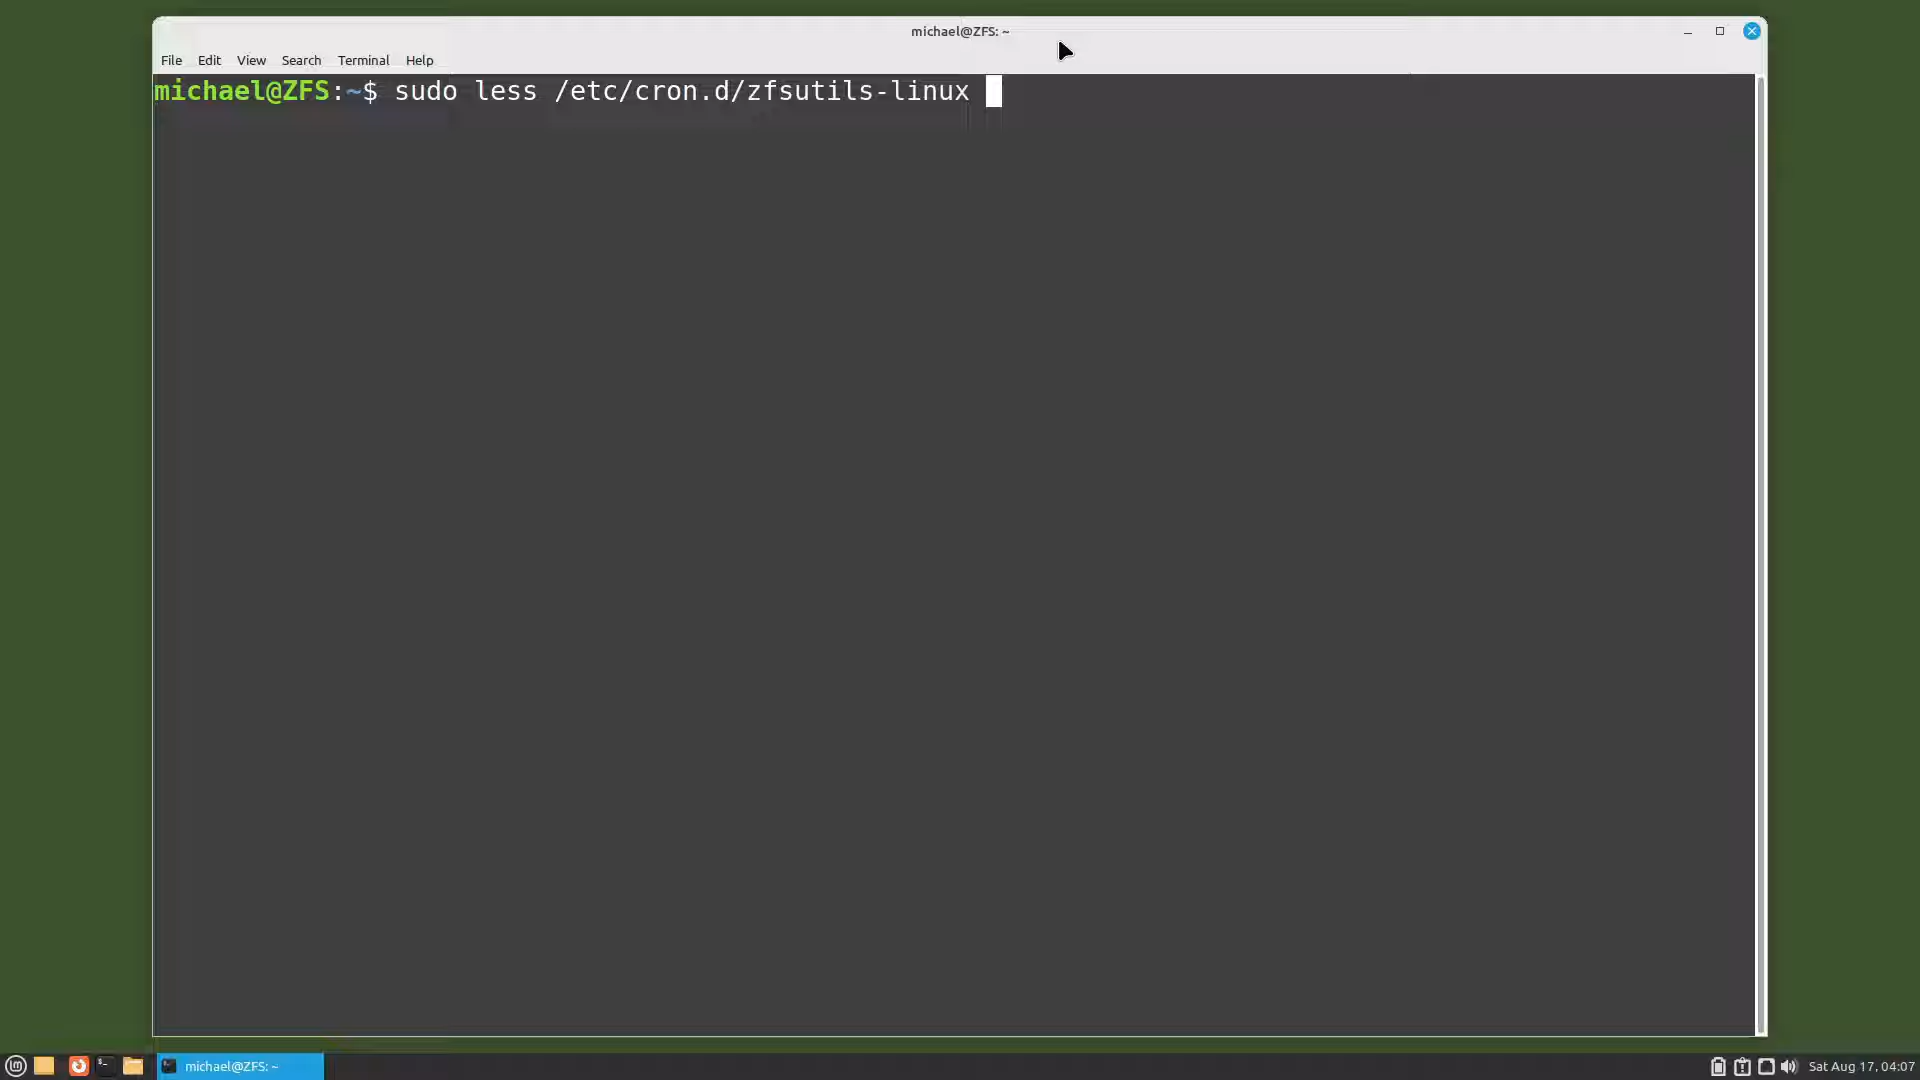 michael@ZFS: ~
File Edit View Search Terminal Help
michael@ZFS:~$ sudo less /etc/cron.d/zfsutils-linux
michael@ZFS: ~
Sat Aug 17, 04:07